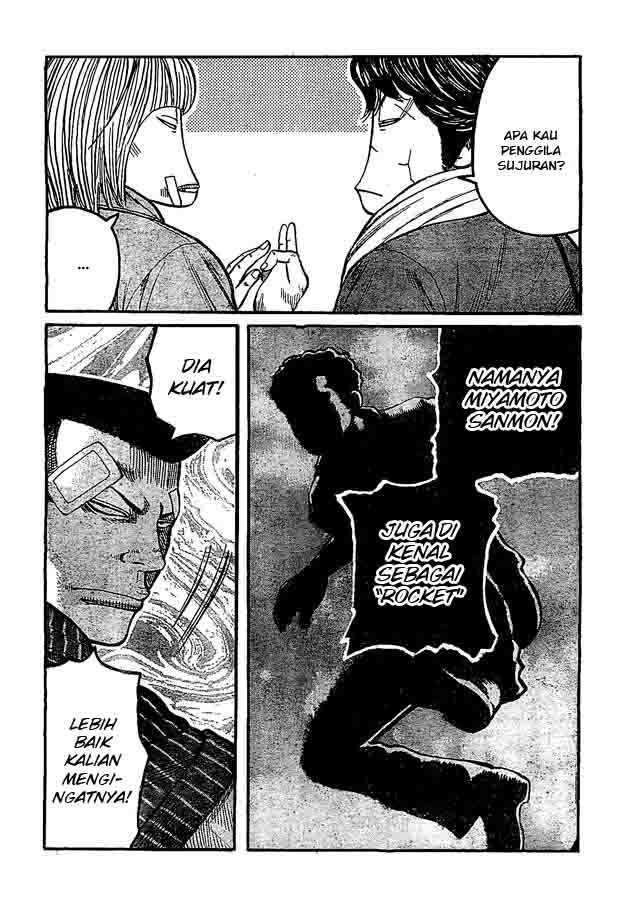 APA KAU
PENGGILA
SUJURAN?
...
NAMANYA
MIYAMOTO
SANMON!
JUGA DI
KENAL
SEBAGAI
"ROCKET"
DIA
KUAT!
LEBIH
BAIK
KALIAN
MENGI-
NGATNYA!